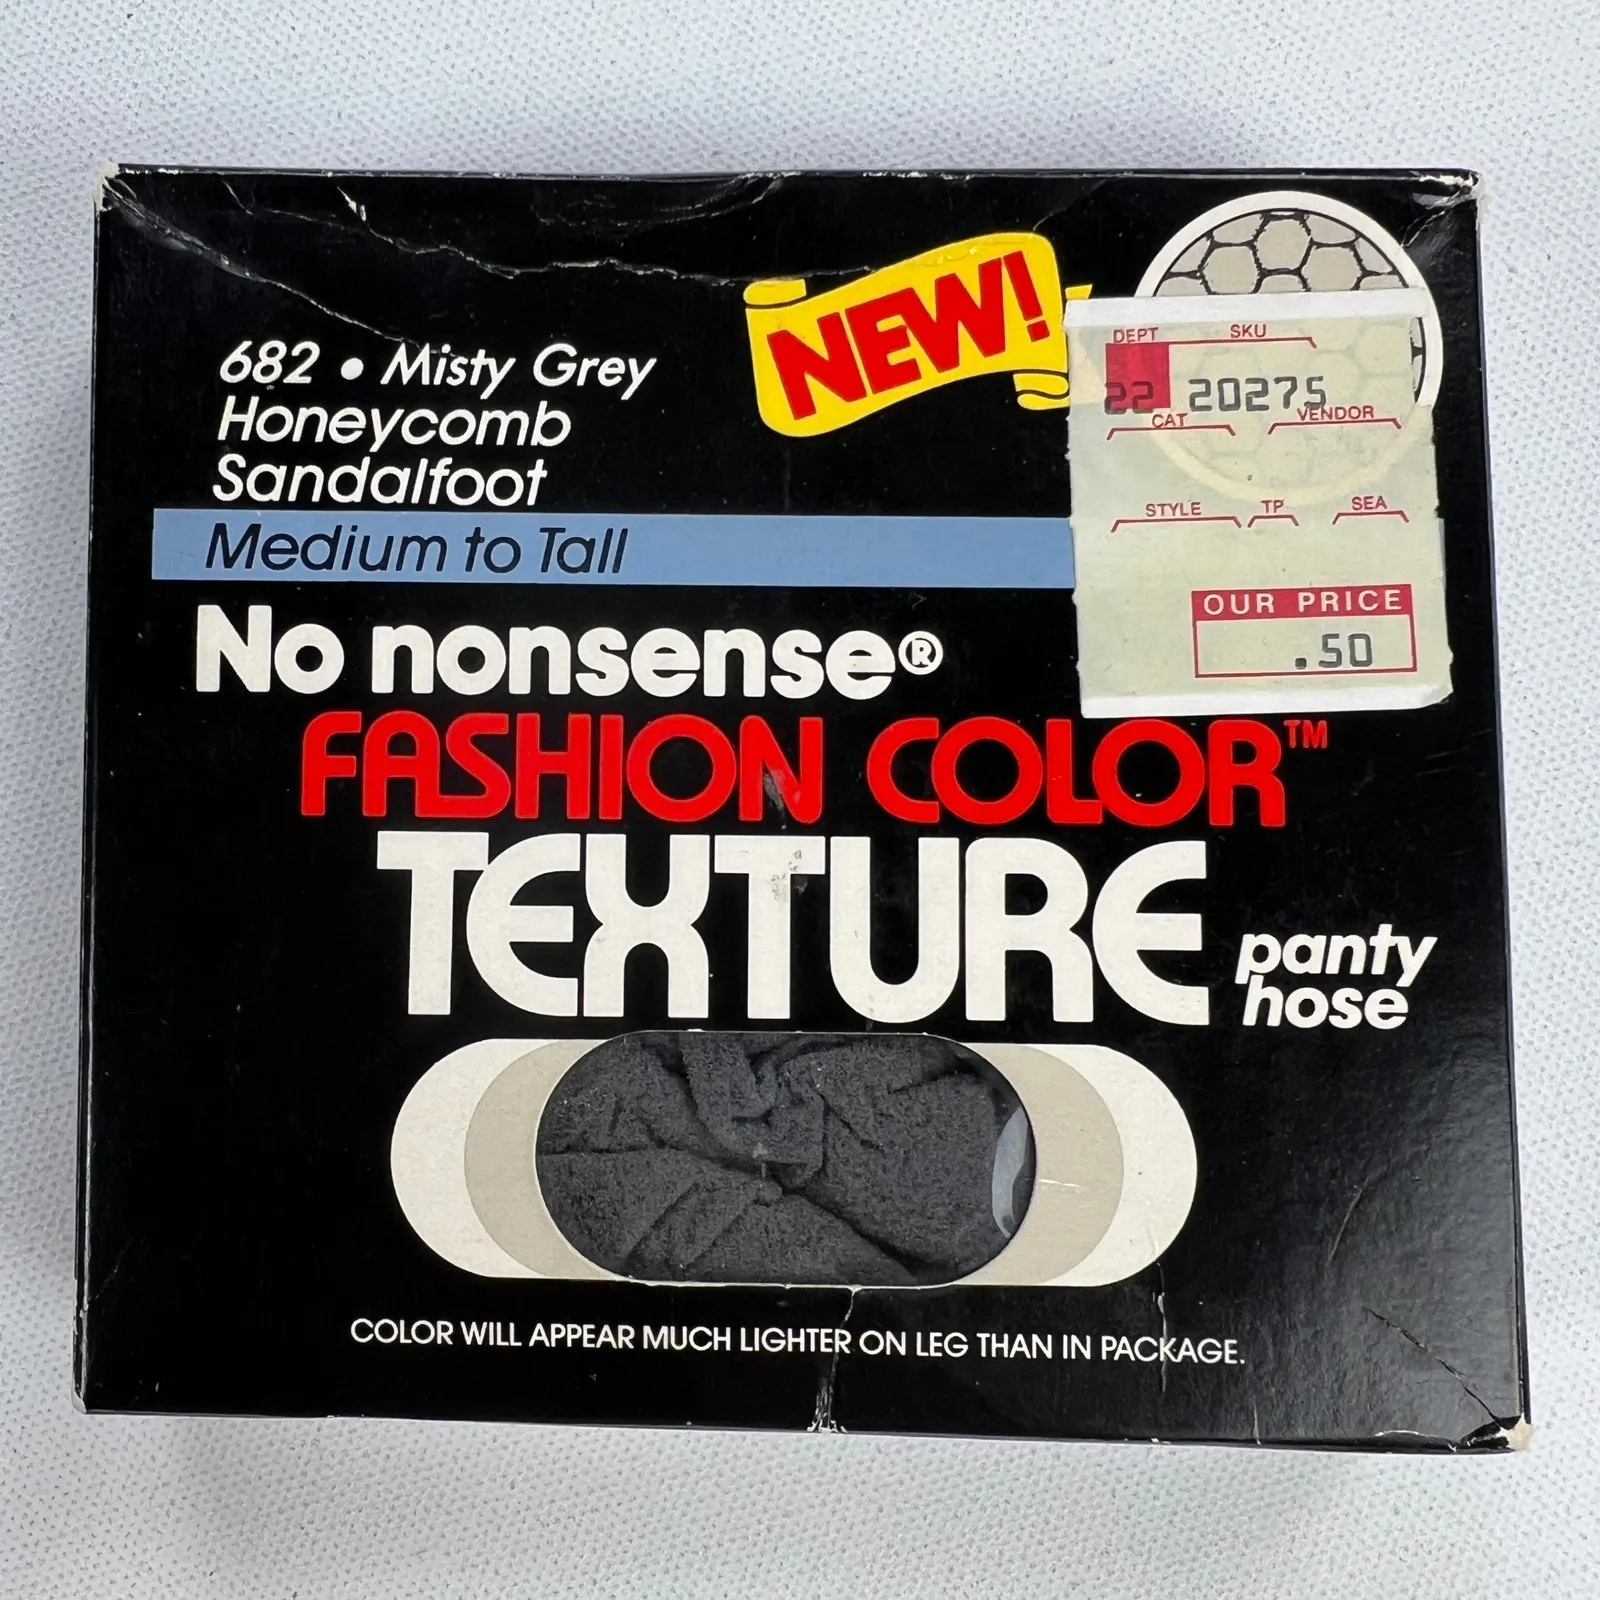 NEW!
682 • Misty Grey
Honeycomb
Sandalfoot
Medium to Tall
DEPT SKU
22 20275
CAT VENDOR
STYLE TP SEA
OUR PRICE
.50
No nonsense®
FASHION COLOR™
TEXTURE
panty
hose
COLOR WILL APPEAR MUCH LIGHTER ON LEG THAN IN PACKAGE.